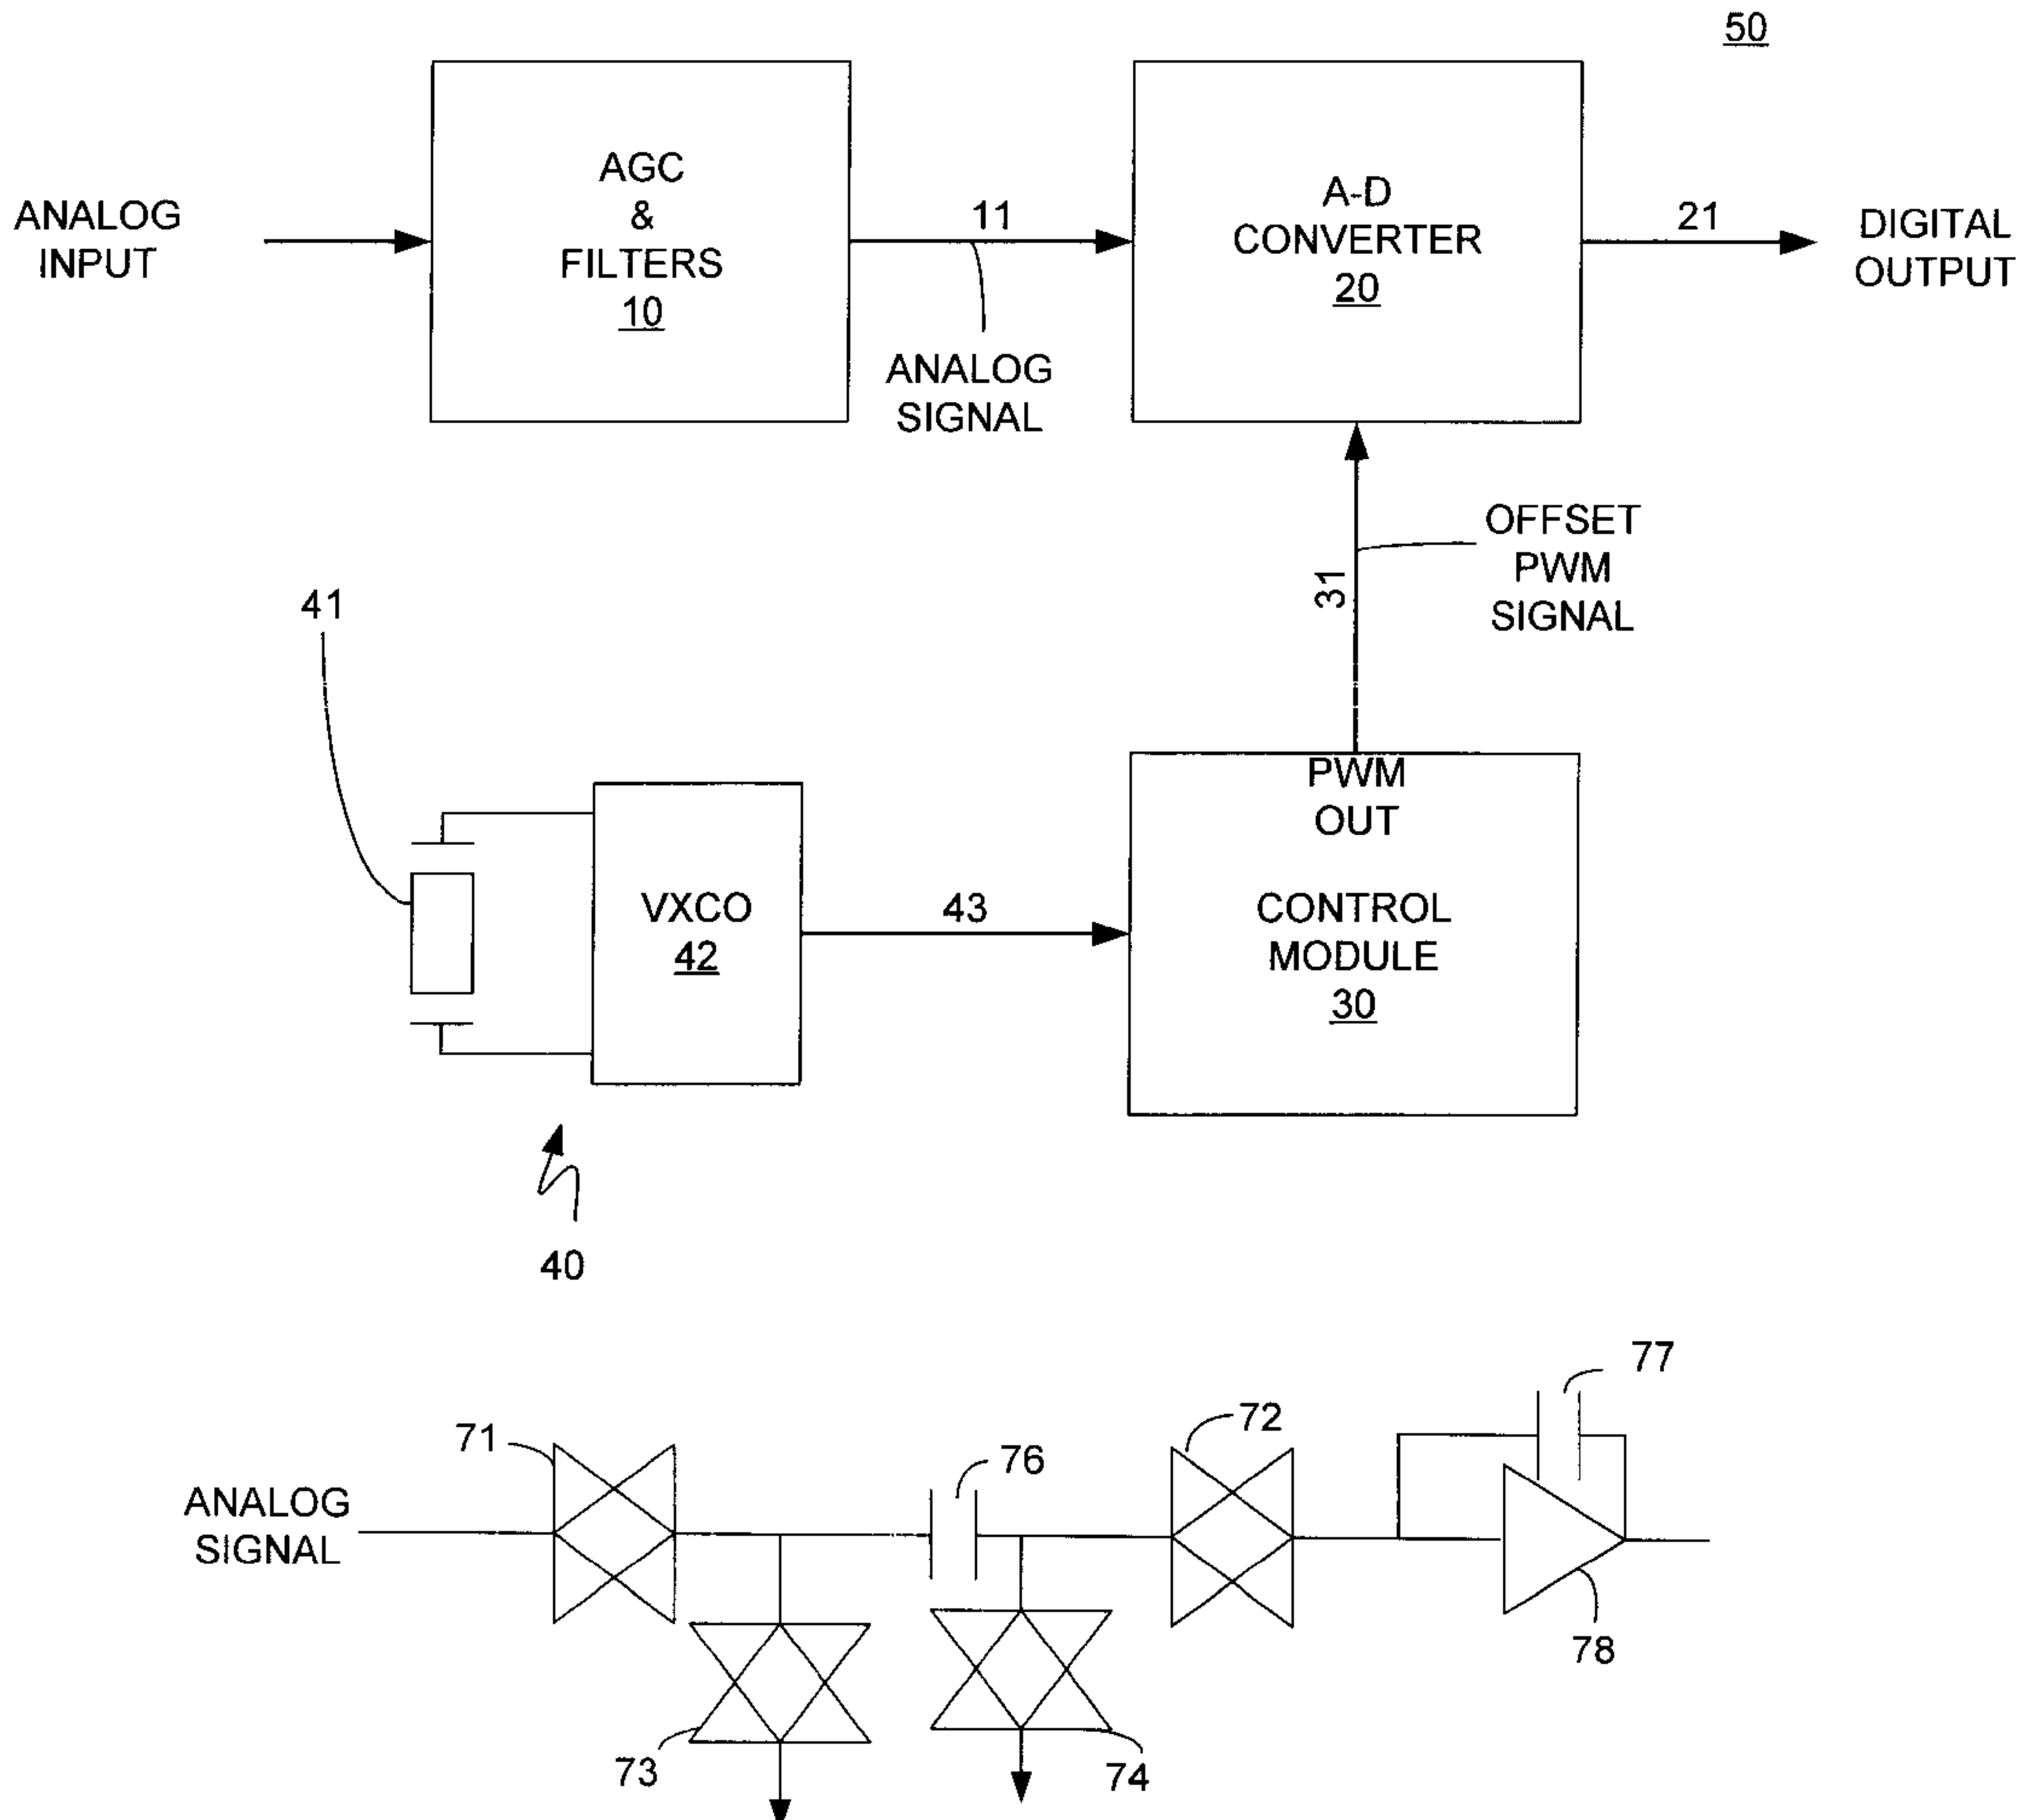 50
AGC
&
FILTERS
10
ANALOG
INPUT
11
ANALOG
SIGNAL
A-D
CONVERTER
20
21
DIGITAL
OUTPUT
OFFSET
PWM
SIGNAL
31
41
VXCO
42
43
PWM
OUT
CONTROL
MODULE
30
40
77
71
72
76
ANALOG
SIGNAL
78
73
74